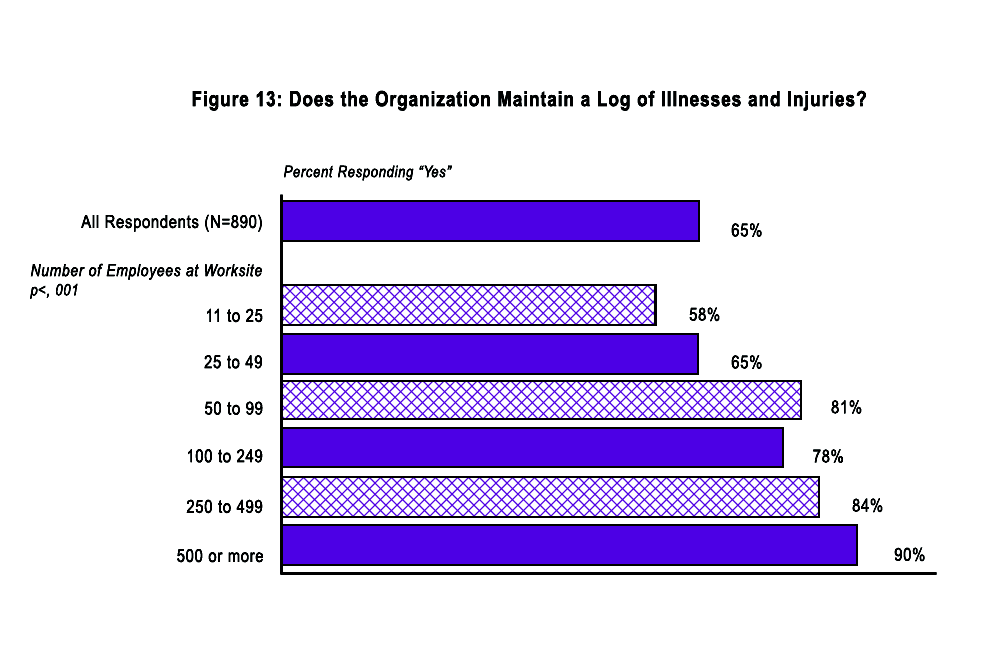 Figure 13: Does the Organization Maintain a Log of Illnesses and Injuries?
Percent Responding “Yes”
All Respondents (N=890)
65%
Number of Employees at Worksite
p<, 001
11 to 25
58%
25 to 49
65%
50 to 99
81%
100 to 249
78%
250 to 499
84%
500 or more
90%